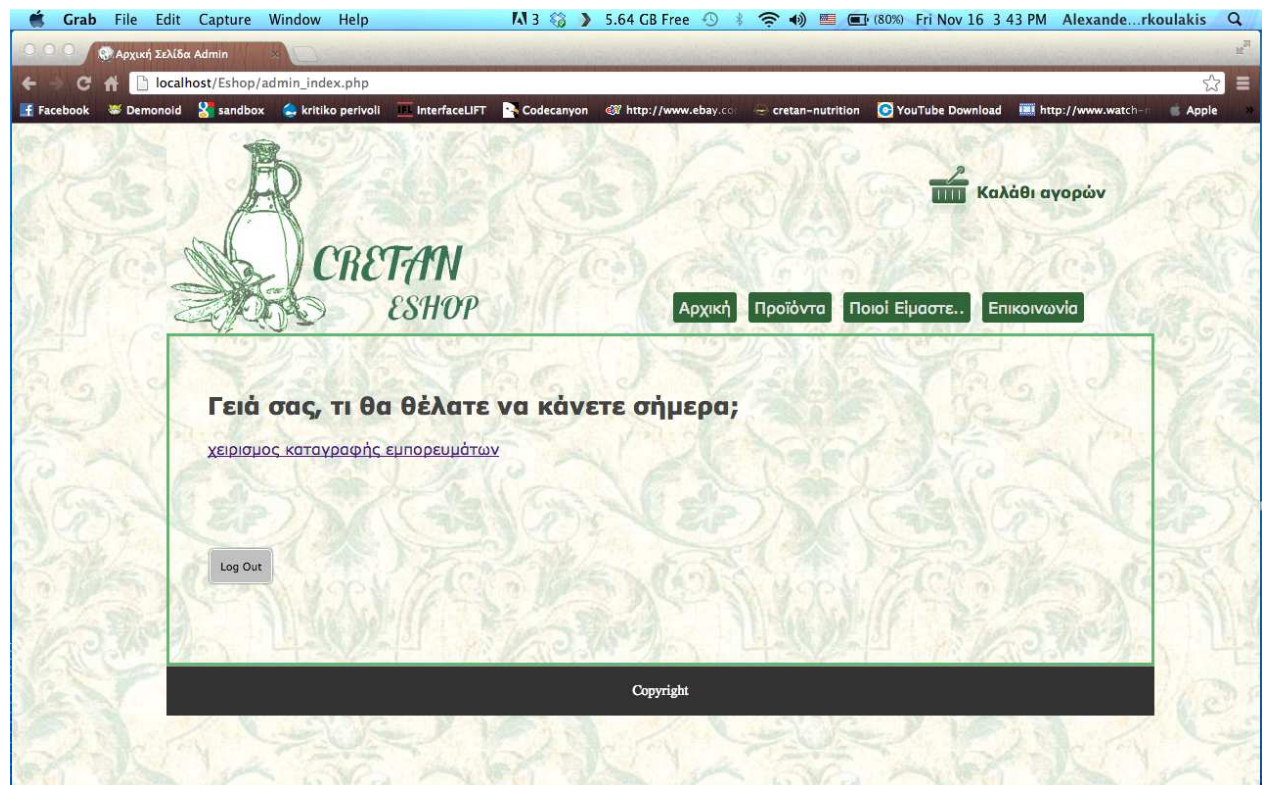 Grab File Edit Capture Window Help 3 5.64 GB Free (80%) Fri Nov 16 3 43 PM Alexande...rkoulakis
Αρχική Σελίδα Admin
localhost/Eshop/admin_index.php
Facebook Demonoid sandbox kritiko perivoli InterfaceLIFT Codecanyon http://www.ebay.co cretan-nutrition YouTube Download http://www.watch- Apple
Καλάθι αγορών
CRETAN
ESHOP
Αρχική Προϊόντα Ποιοί Είμαστε.. Επικοινωνία
Γειά σας, τι θα θέλατε να κάνετε σήμερα;
χειρισμος καταγραφής εμπορευμάτων
Log Out
Copyright